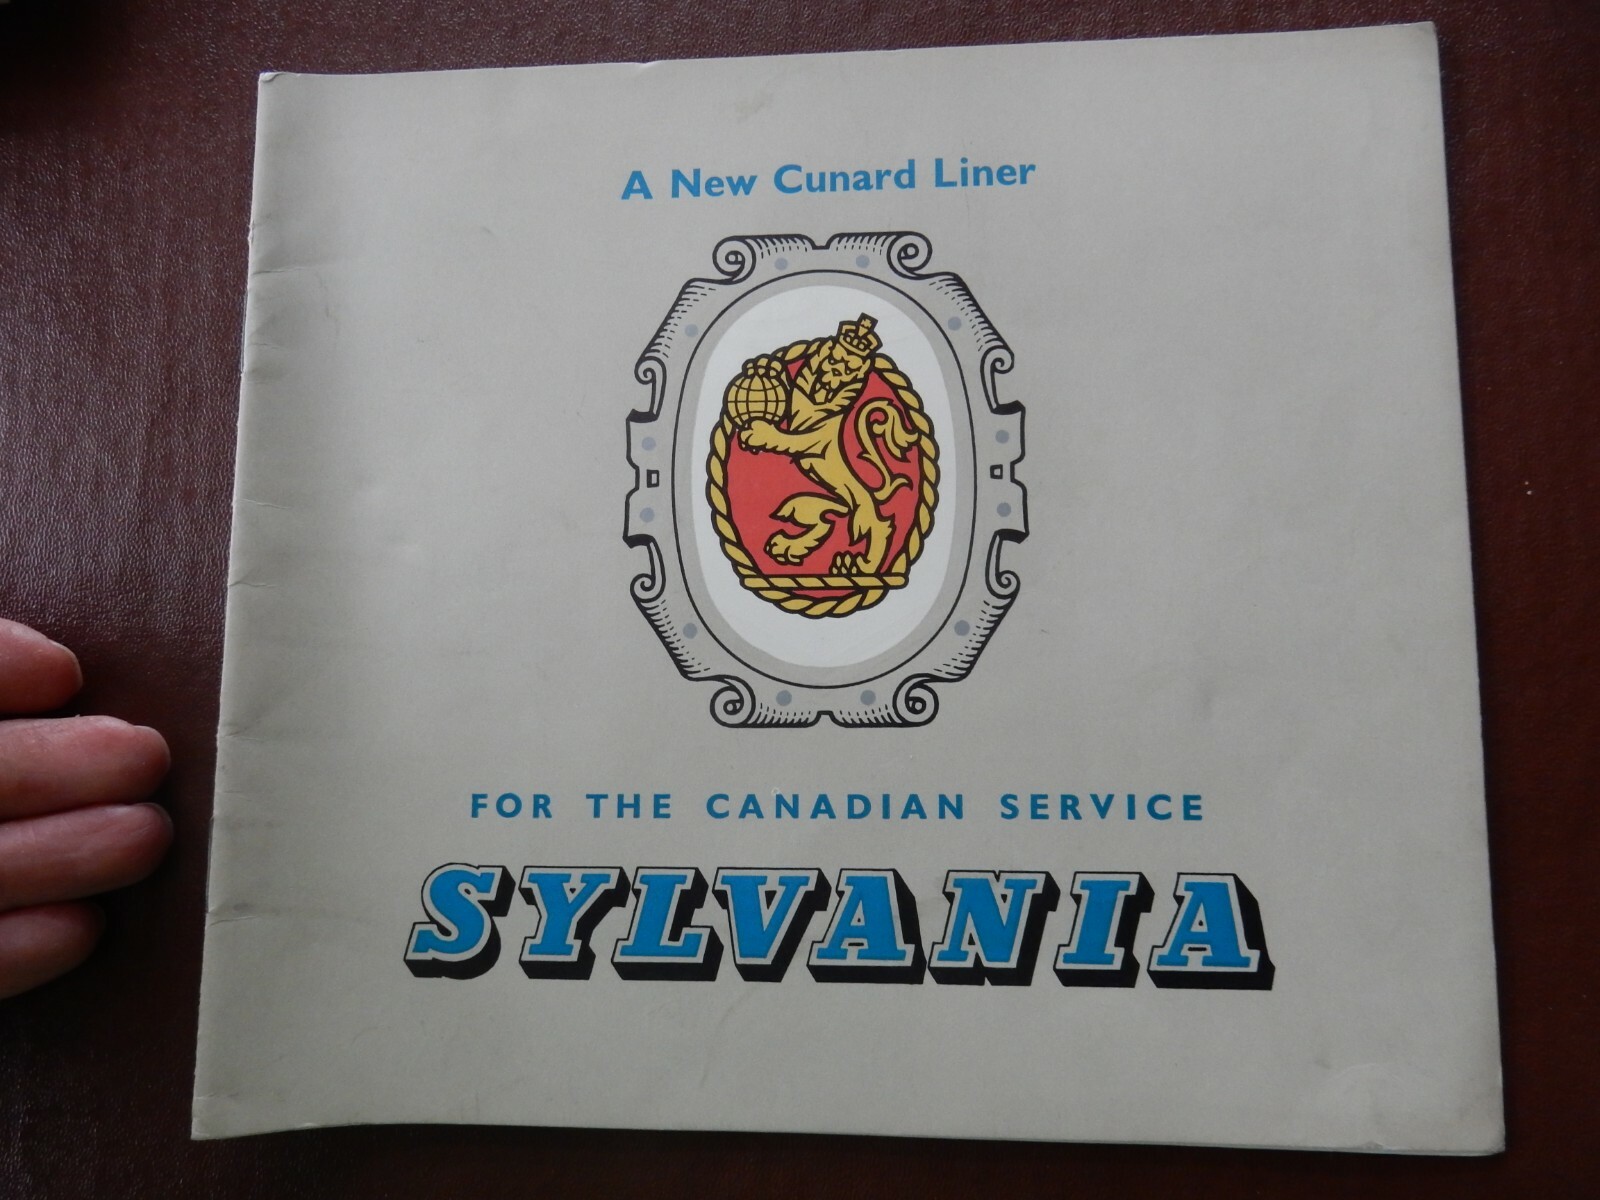 A New Cunard Liner
FOR THE CANADIAN SERVICE
SYLVANIA